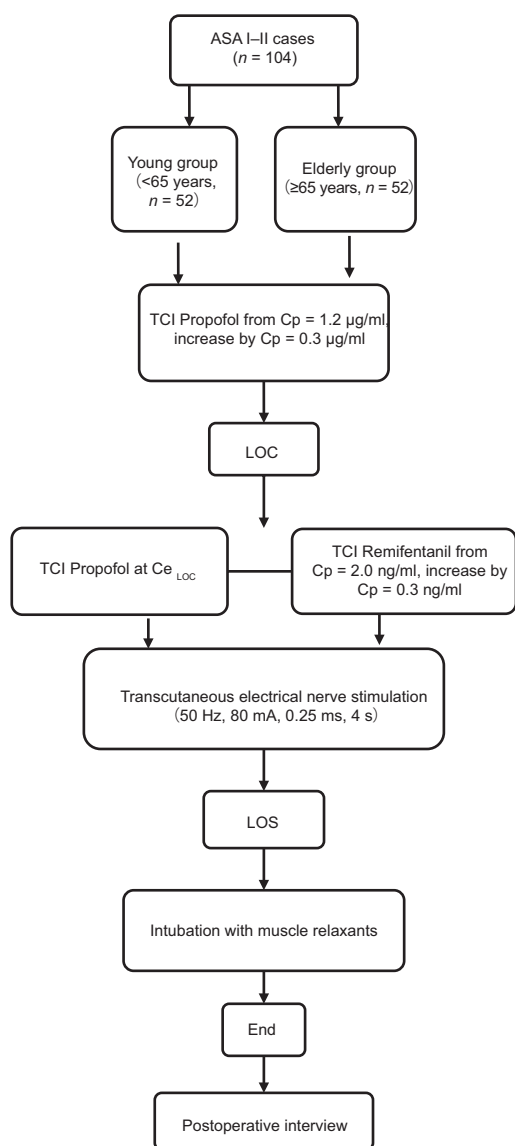 ASA I–II cases
(n = 104)
Young group
(<65 years,
n = 52)
Elderly group
(≥65 years, n = 52)
TCI Propofol from Cp = 1.2 µg/ml,
increase by Cp = 0.3 µg/ml
LOC
TCI Propofol at Ce LOC
TCI Remifentanil from
Cp = 2.0 ng/ml, increase by
Cp = 0.3 ng/ml
Transcutaneous electrical nerve stimulation
(50 Hz, 80 mA, 0.25 ms, 4 s)
LOS
Intubation with muscle relaxants
End
Postoperative interview